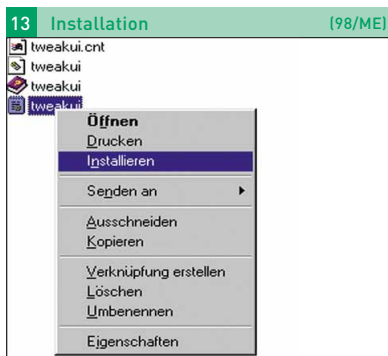 13 Installation (98/ME)
tweakui.cnt
tweakui
tweakui
tweakui
Öffnen
Drucken
Installieren
Senden an
Ausschneiden
Kopieren
Verknüpfung erstellen
Löschen
Umbenennen
Eigenschaften